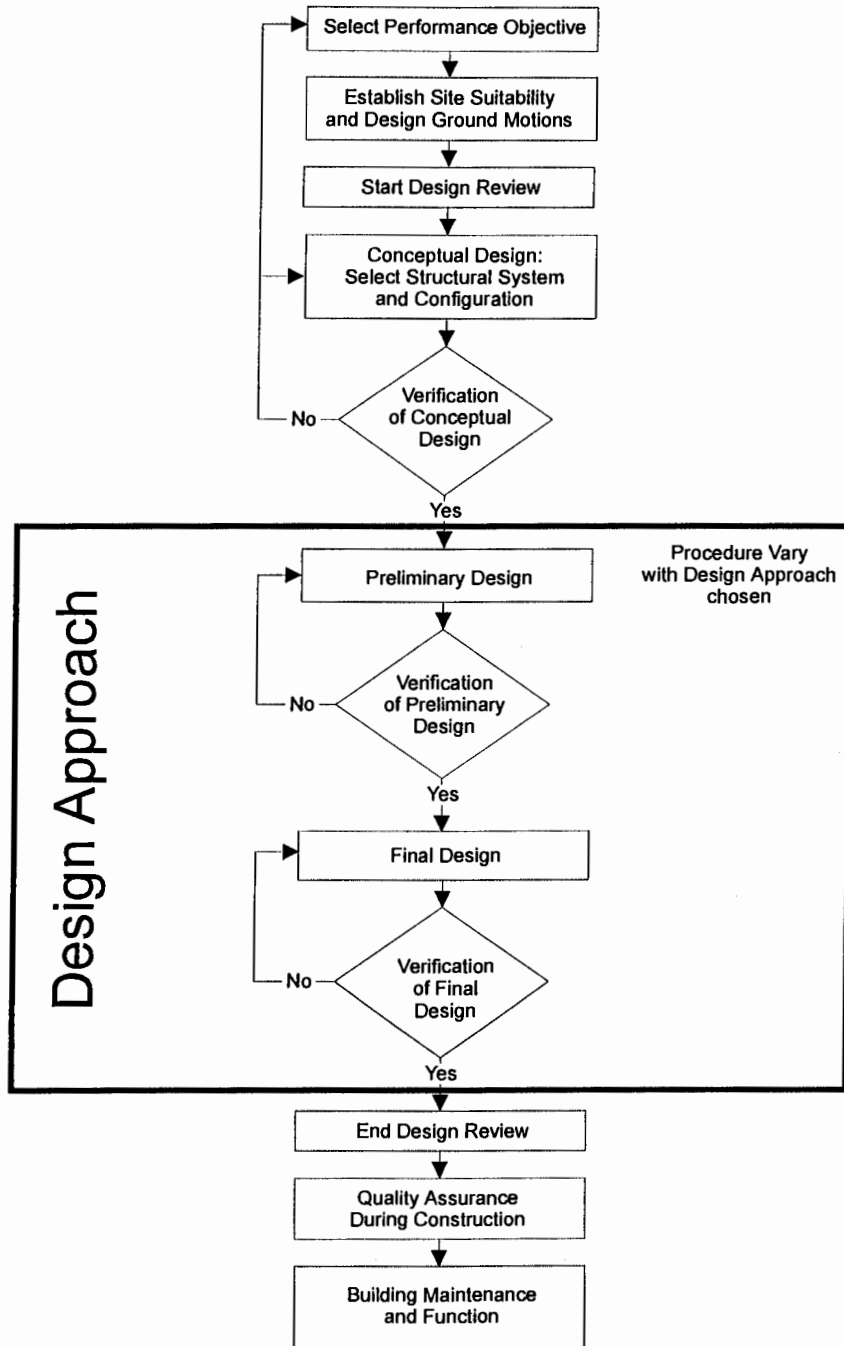 Select Performance Objective
Establish Site Suitability
and Design Ground Motions
Start Design Review
Conceptual Design:
Select Structural System
and Configuration
Verification
of Conceptual
Design
No
Yes
Design Approach
Procedure Vary
with Design Approach
chosen
Preliminary Design
Verification
of Preliminary
Design
No
Yes
Final Design
Verification
of Final
Design
No
Yes
End Design Review
Quality Assurance
During Construction
Building Maintenance
and Function